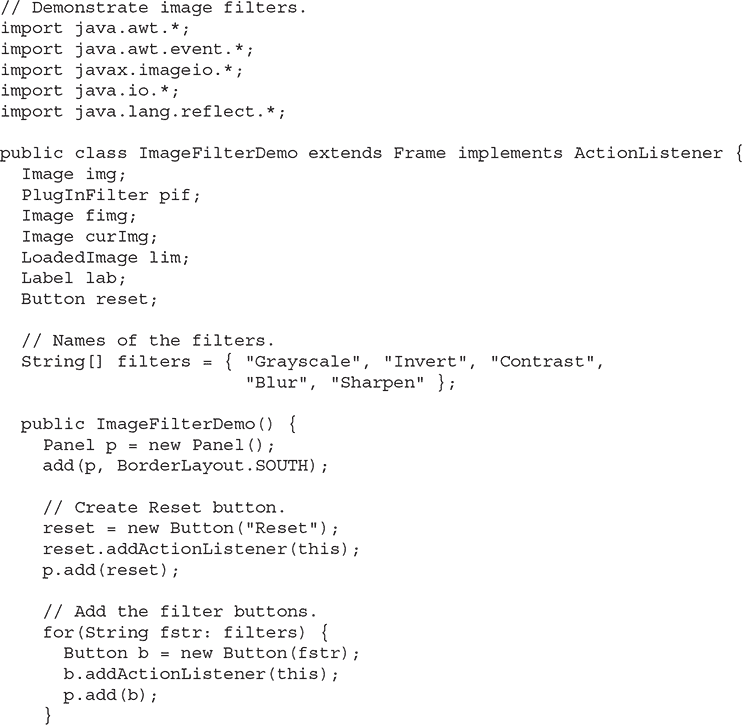 // Demonstrate image filters.
import java.awt.*;
import java.awt.event.*;
import javax.imageio.*;
import java.io.*;
import java.lang.reflect.*;

public class ImageFilterDemo extends Frame implements ActionListener {
  Image img;
  PlugInFilter pif;
  Image fimg;
  Image curImg;
  LoadedImage lim;
  Label lab;
  Button reset;

  // Names of the filters.
  String[] filters = { "Grayscale", "Invert", "Contrast",
                       "Blur", "Sharpen" };

  public ImageFilterDemo() {
    Panel p = new Panel();
    add(p, BorderLayout.SOUTH);

    // Create Reset button.
    reset = new Button("Reset");
    reset.addActionListener(this);
    p.add(reset);

    // Add the filter buttons.
    for(String fstr: filters) {
      Button b = new Button(fstr);
      b.addActionListener(this);
      p.add(b);
    }